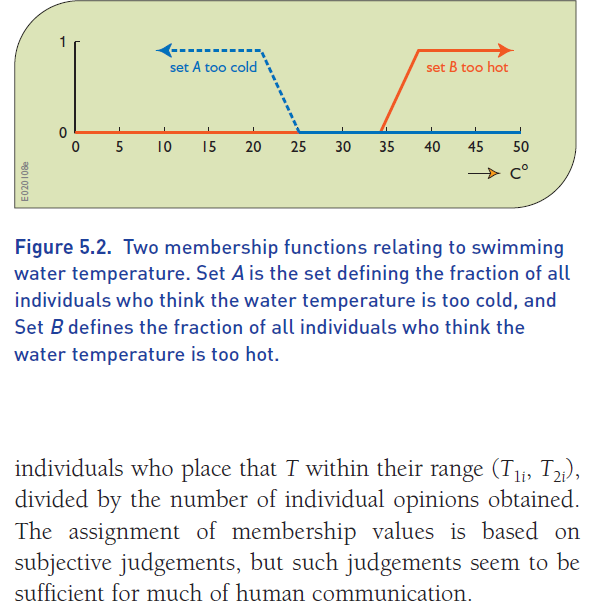 1
set A too cold
set B too hot
0
0 5 10 15 20 25 30 35 40 45 50
C°
E020108e
Figure 5.2. Two membership functions relating to swimming
water temperature. Set A is the set defining the fraction of all
individuals who think the water temperature is too cold, and
Set B defines the fraction of all individuals who think the
water temperature is too hot.
individuals who place that T within their range (T1i, T2i),
divided by the number of individual opinions obtained.
The assignment of membership values is based on
subjective judgements, but such judgements seem to be
sufficient for much of human communication.